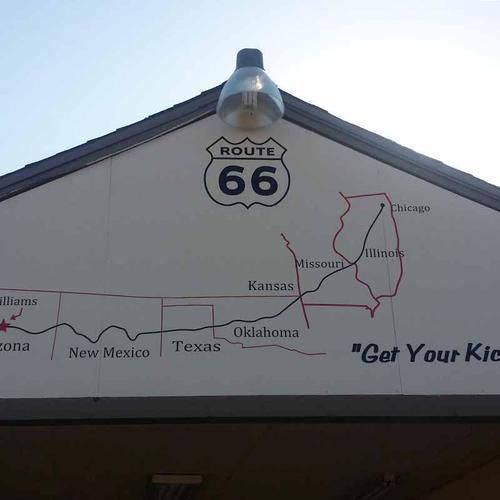 ROUTE
66
Chicago
Illinois
Missouri
Kansas
illiams
Oklahoma
zona
New Mexico
Texas
"Get Your Kic